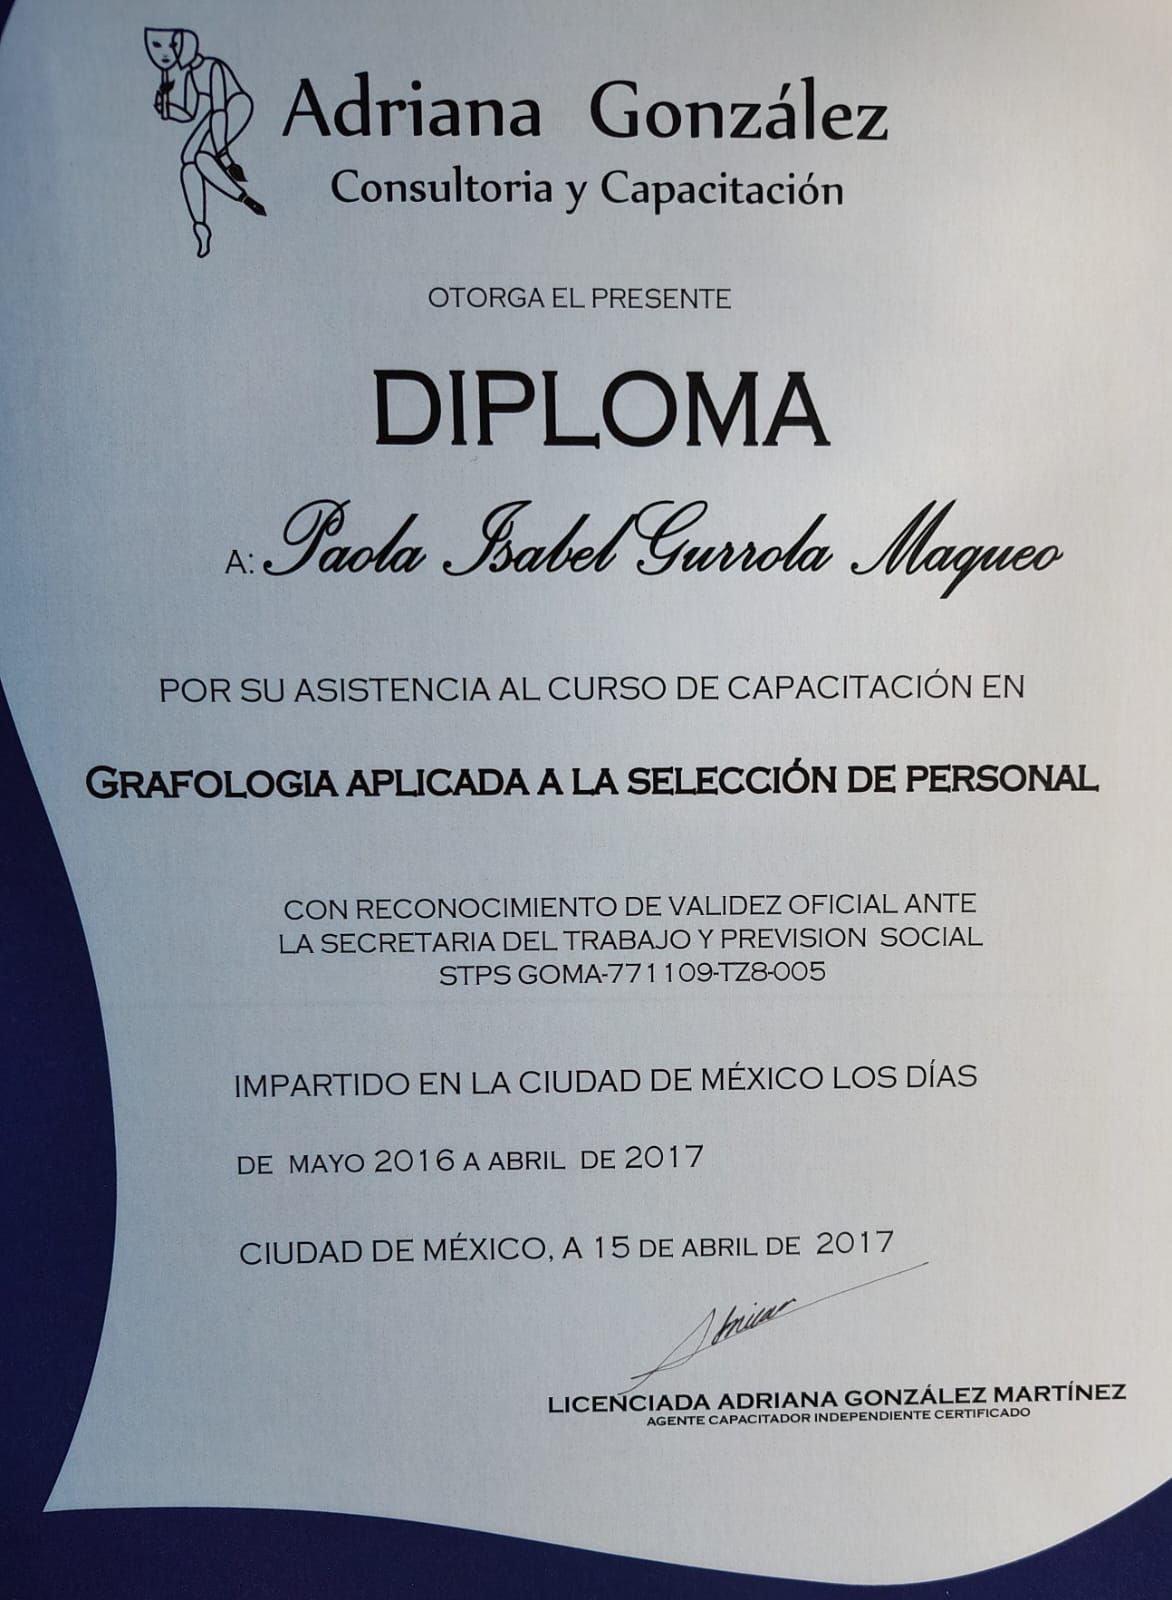 Adriana González
Consultoria y Capacitación
OTORGA EL PRESENTE
DIPLOMA
A: Paola Isabel Gurrola Maqueo
POR SU ASISTENCIA AL CURSO DE CAPACITACIÓN EN
GRAFOLOGIA APLICADA A LA SELECCIÓN DE PERSONAL
CON RECONOCIMIENTO DE VALIDEZ OFICIAL ANTE
LA SECRETARIA DEL TRABAJO Y PREVISION SOCIAL
STPS GOMA-771109-TZ8-005
IMPARTIDO EN LA CIUDAD DE MÉXICO LOS DÍAS
DE MAYO 2016 A ABRIL DE 2017
CIUDAD DE MÉXICO, A 15 DE ABRIL DE 2017
LICENCIADA ADRIANA GONZÁLEZ MARTÍNEZ
AGENTE CAPACITADOR INDEPENDIENTE CERTIFICADO